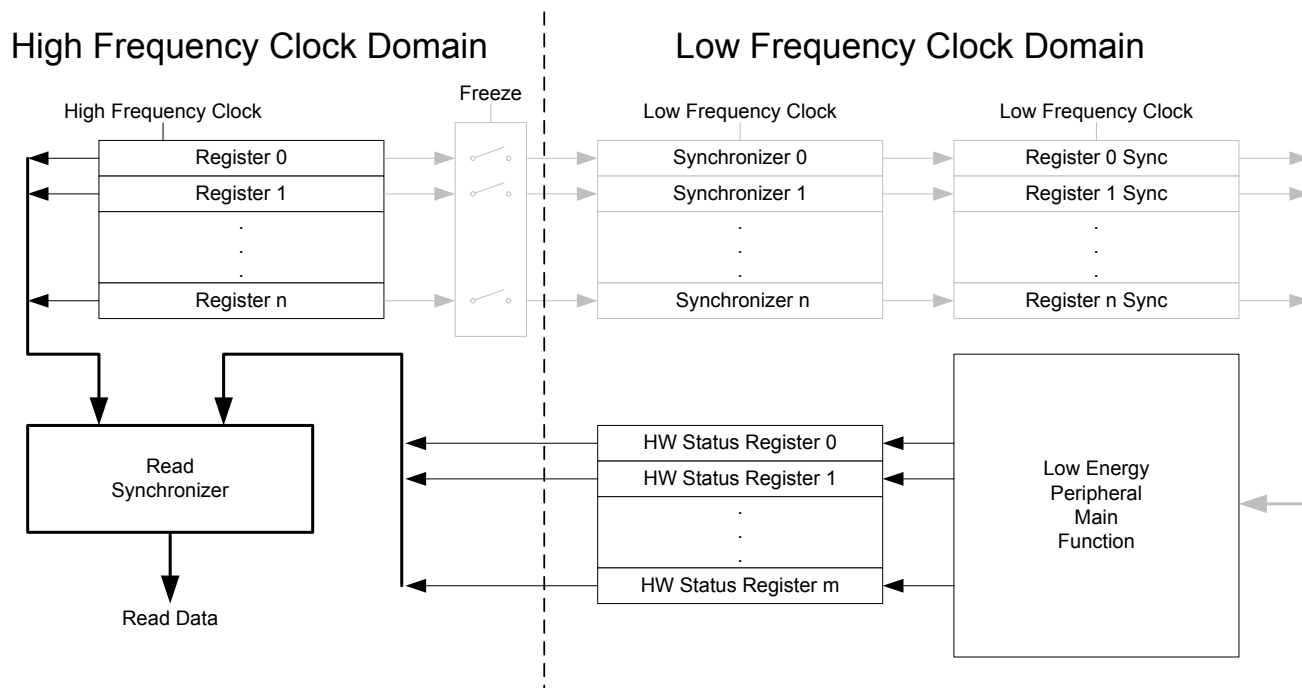 High Frequency Clock Domain
Low Frequency Clock Domain
Freeze
High Frequency Clock
Low Frequency Clock
Low Frequency Clock
Register 0
Synchronizer 0
Register 0 Sync
Register 1
Synchronizer 1
Register 1 Sync
.
.
.
.
.
.
.
.
.
Register n
Synchronizer n
Register n Sync
Read
Synchronizer
Read Data
HW Status Register 0
HW Status Register 1
.
.
.
HW Status Register m
Low Energy
Peripheral
Main
Function